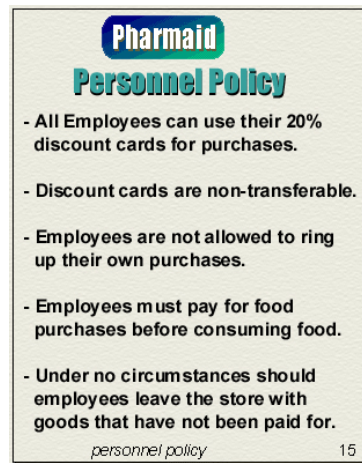 Pharmaid
Personnel Policy
- All Employees can use their 20%
discount cards for purchases.
- Discount cards are non-transferable.
- Employees are not allowed to ring
up their own purchases.
- Employees must pay for food
purchases before consuming food.
- Under no circumstances should
employees leave the store with
goods that have not been paid for.
personnel policy 15